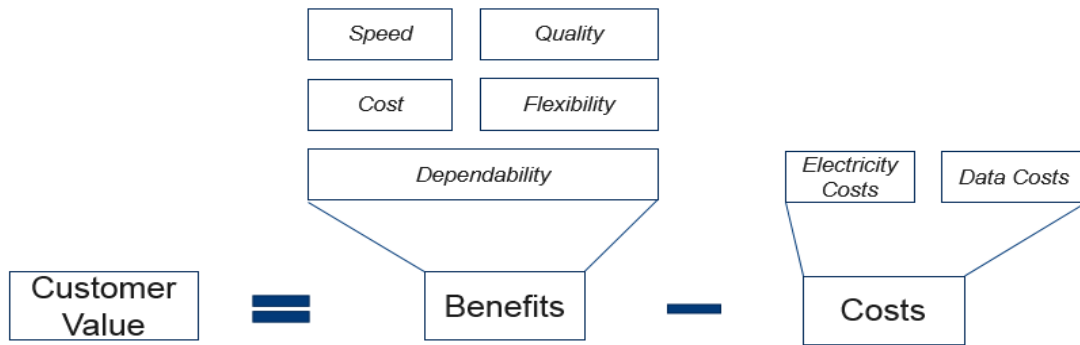 Speed
Quality
Cost
Flexibility
Dependability
Electricity
Costs
Data Costs
Customer
Value
Benefits
Costs